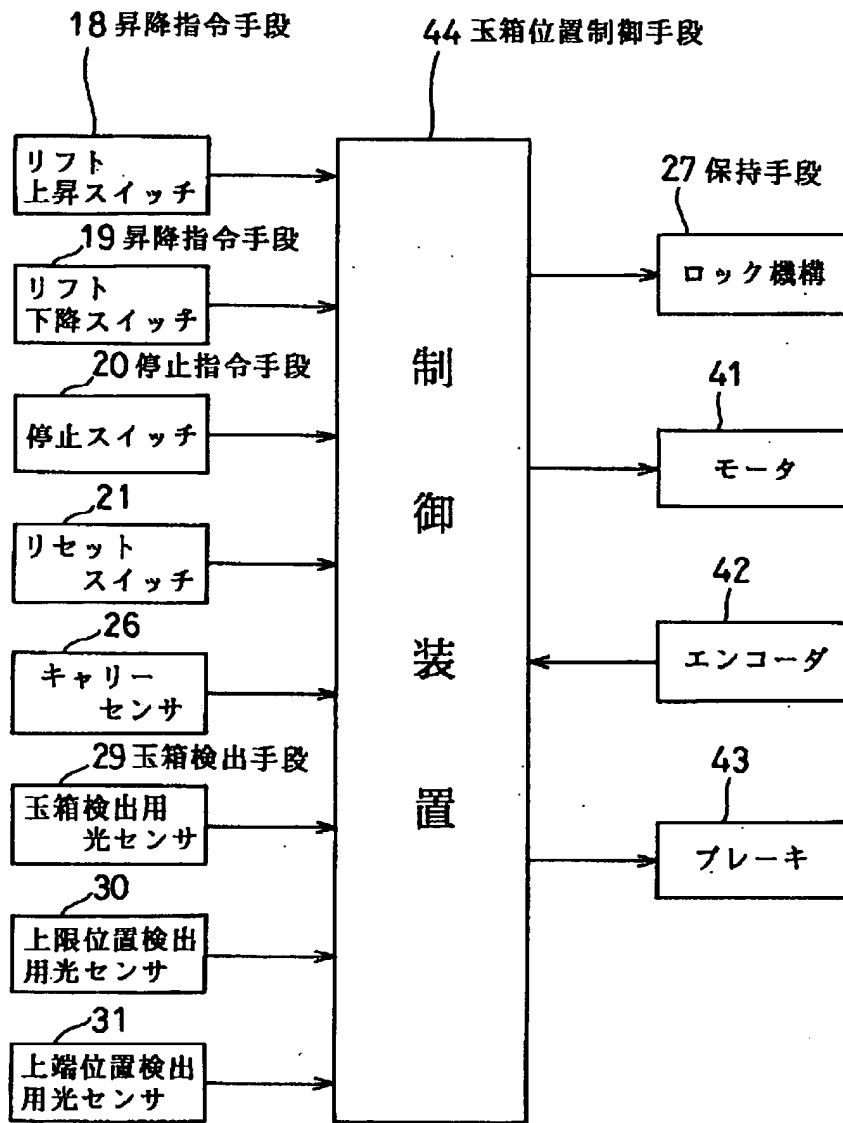 18 昇降指令手段
44 玉箱位置制御手段
リフト
上昇スイッチ
19 昇降指令手段
リフト
下降スイッチ
20 停止指令手段
停止スイッチ
21
リセット
スイッチ
26
キャリー
センサ
29 玉箱検出手段
玉箱検出用
光センサ
30
上限位置検出
用光センサ
31
上端位置検出
用光センサ
制御装置
27 保持手段
ロック機構
41
モータ
42
エンコーダ
43
ブレーキ